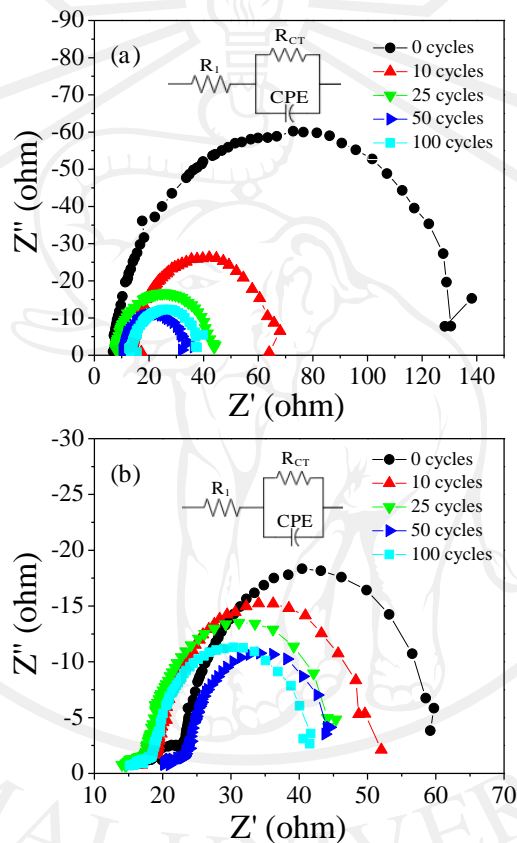 -90
-80
-70
-60
-50
-40
-30
-20
-10
0
Z'' (ohm)
(a)
R1
RCT
CPE
0 cycles
10 cycles
25 cycles
50 cycles
100 cycles
0 20 40 60 80 100 120 140
Z' (ohm)
-30
-25
-20
-15
-10
-5
0
Z'' (ohm)
(b)
R1
RCT
CPE
0 cycles
10 cycles
25 cycles
50 cycles
100 cycles
10 20 30 40 50 60 70
Z' (ohm)